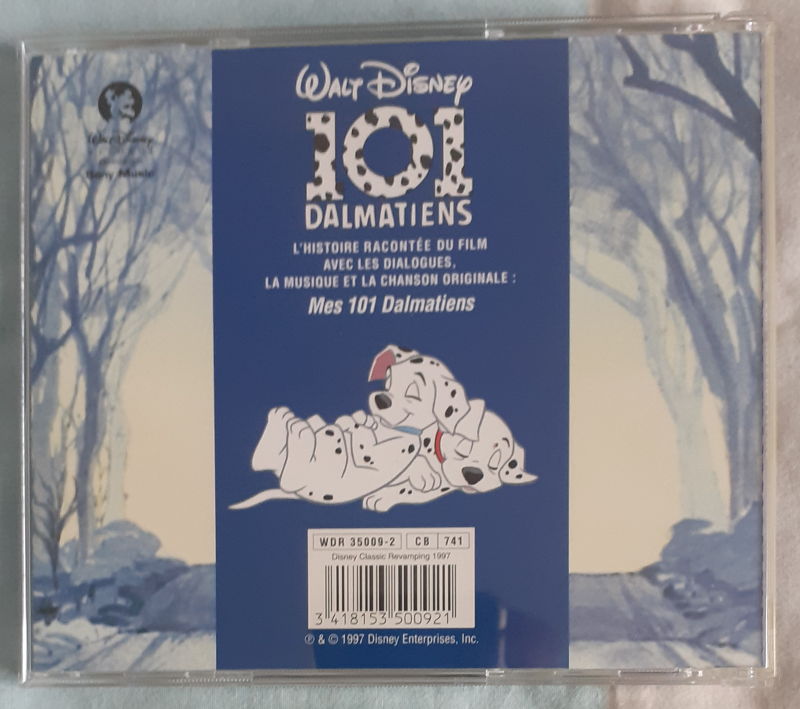 WALT DISNEY
101
DALMATIENS
L'HISTOIRE RACONTÉE DU FILM
AVEC LES DIALOGUES,
LA MUSIQUE ET LA CHANSON ORIGINALE :
Mes 101 Dalmatiens
Walt Disney
Sony Music
WDR 35009-2 CB 741
Disney Classic Revamping 1997
3 418153 500921
℗ & © 1997 Disney Enterprises, Inc.